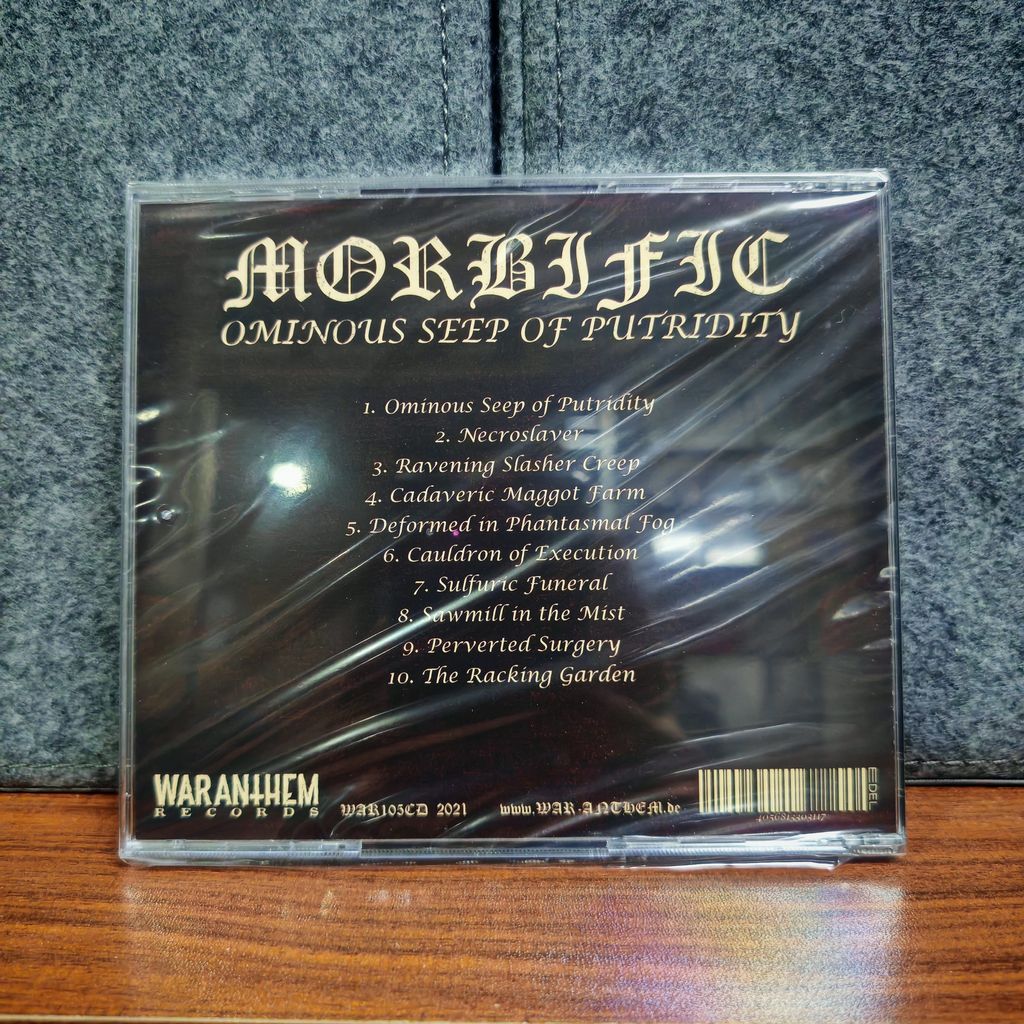 MORBIFIC
OMINOUS SEEP OF PUTRIDITY
1. Ominous Seep of Putridity
2. Necroslaver
3. Ravening Slasher Creep
4. Cadaveric Maggot Farm
5. Deformed in Phantasmal Fog
6. Cauldron of Execution
7. Sulfuric Funeral
8. Sawmill in the Mist
9. Perverted Surgery
10. The Racking Garden
WAR ANTHEM
RECORDS
WAR105CD 2021
www.WAR-ANTHEM.de
EDEL